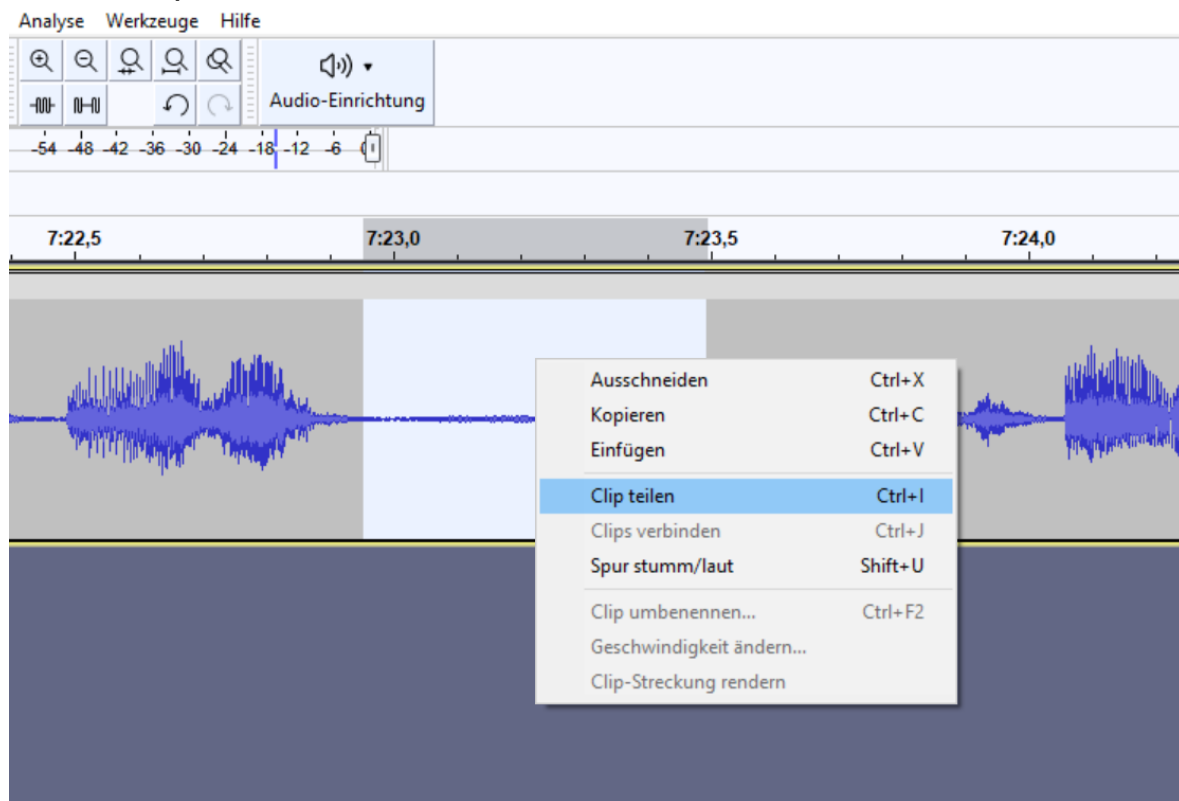 Analyse Werkzeuge Hilfe
Audio-Einrichtung
-54 -48 -42 -36 -30 -24 -18 -12 -6 0
7:22,5 7:23,0 7:23,5 7:24,0
Ausschneiden Ctrl+X
Kopieren Ctrl+C
Einfügen Ctrl+V
Clip teilen Ctrl+I
Clips verbinden Ctrl+J
Spur stumm/laut Shift+U
Clip umbenennen... Ctrl+F2
Geschwindigkeit ändern...
Clip-Streckung rendern